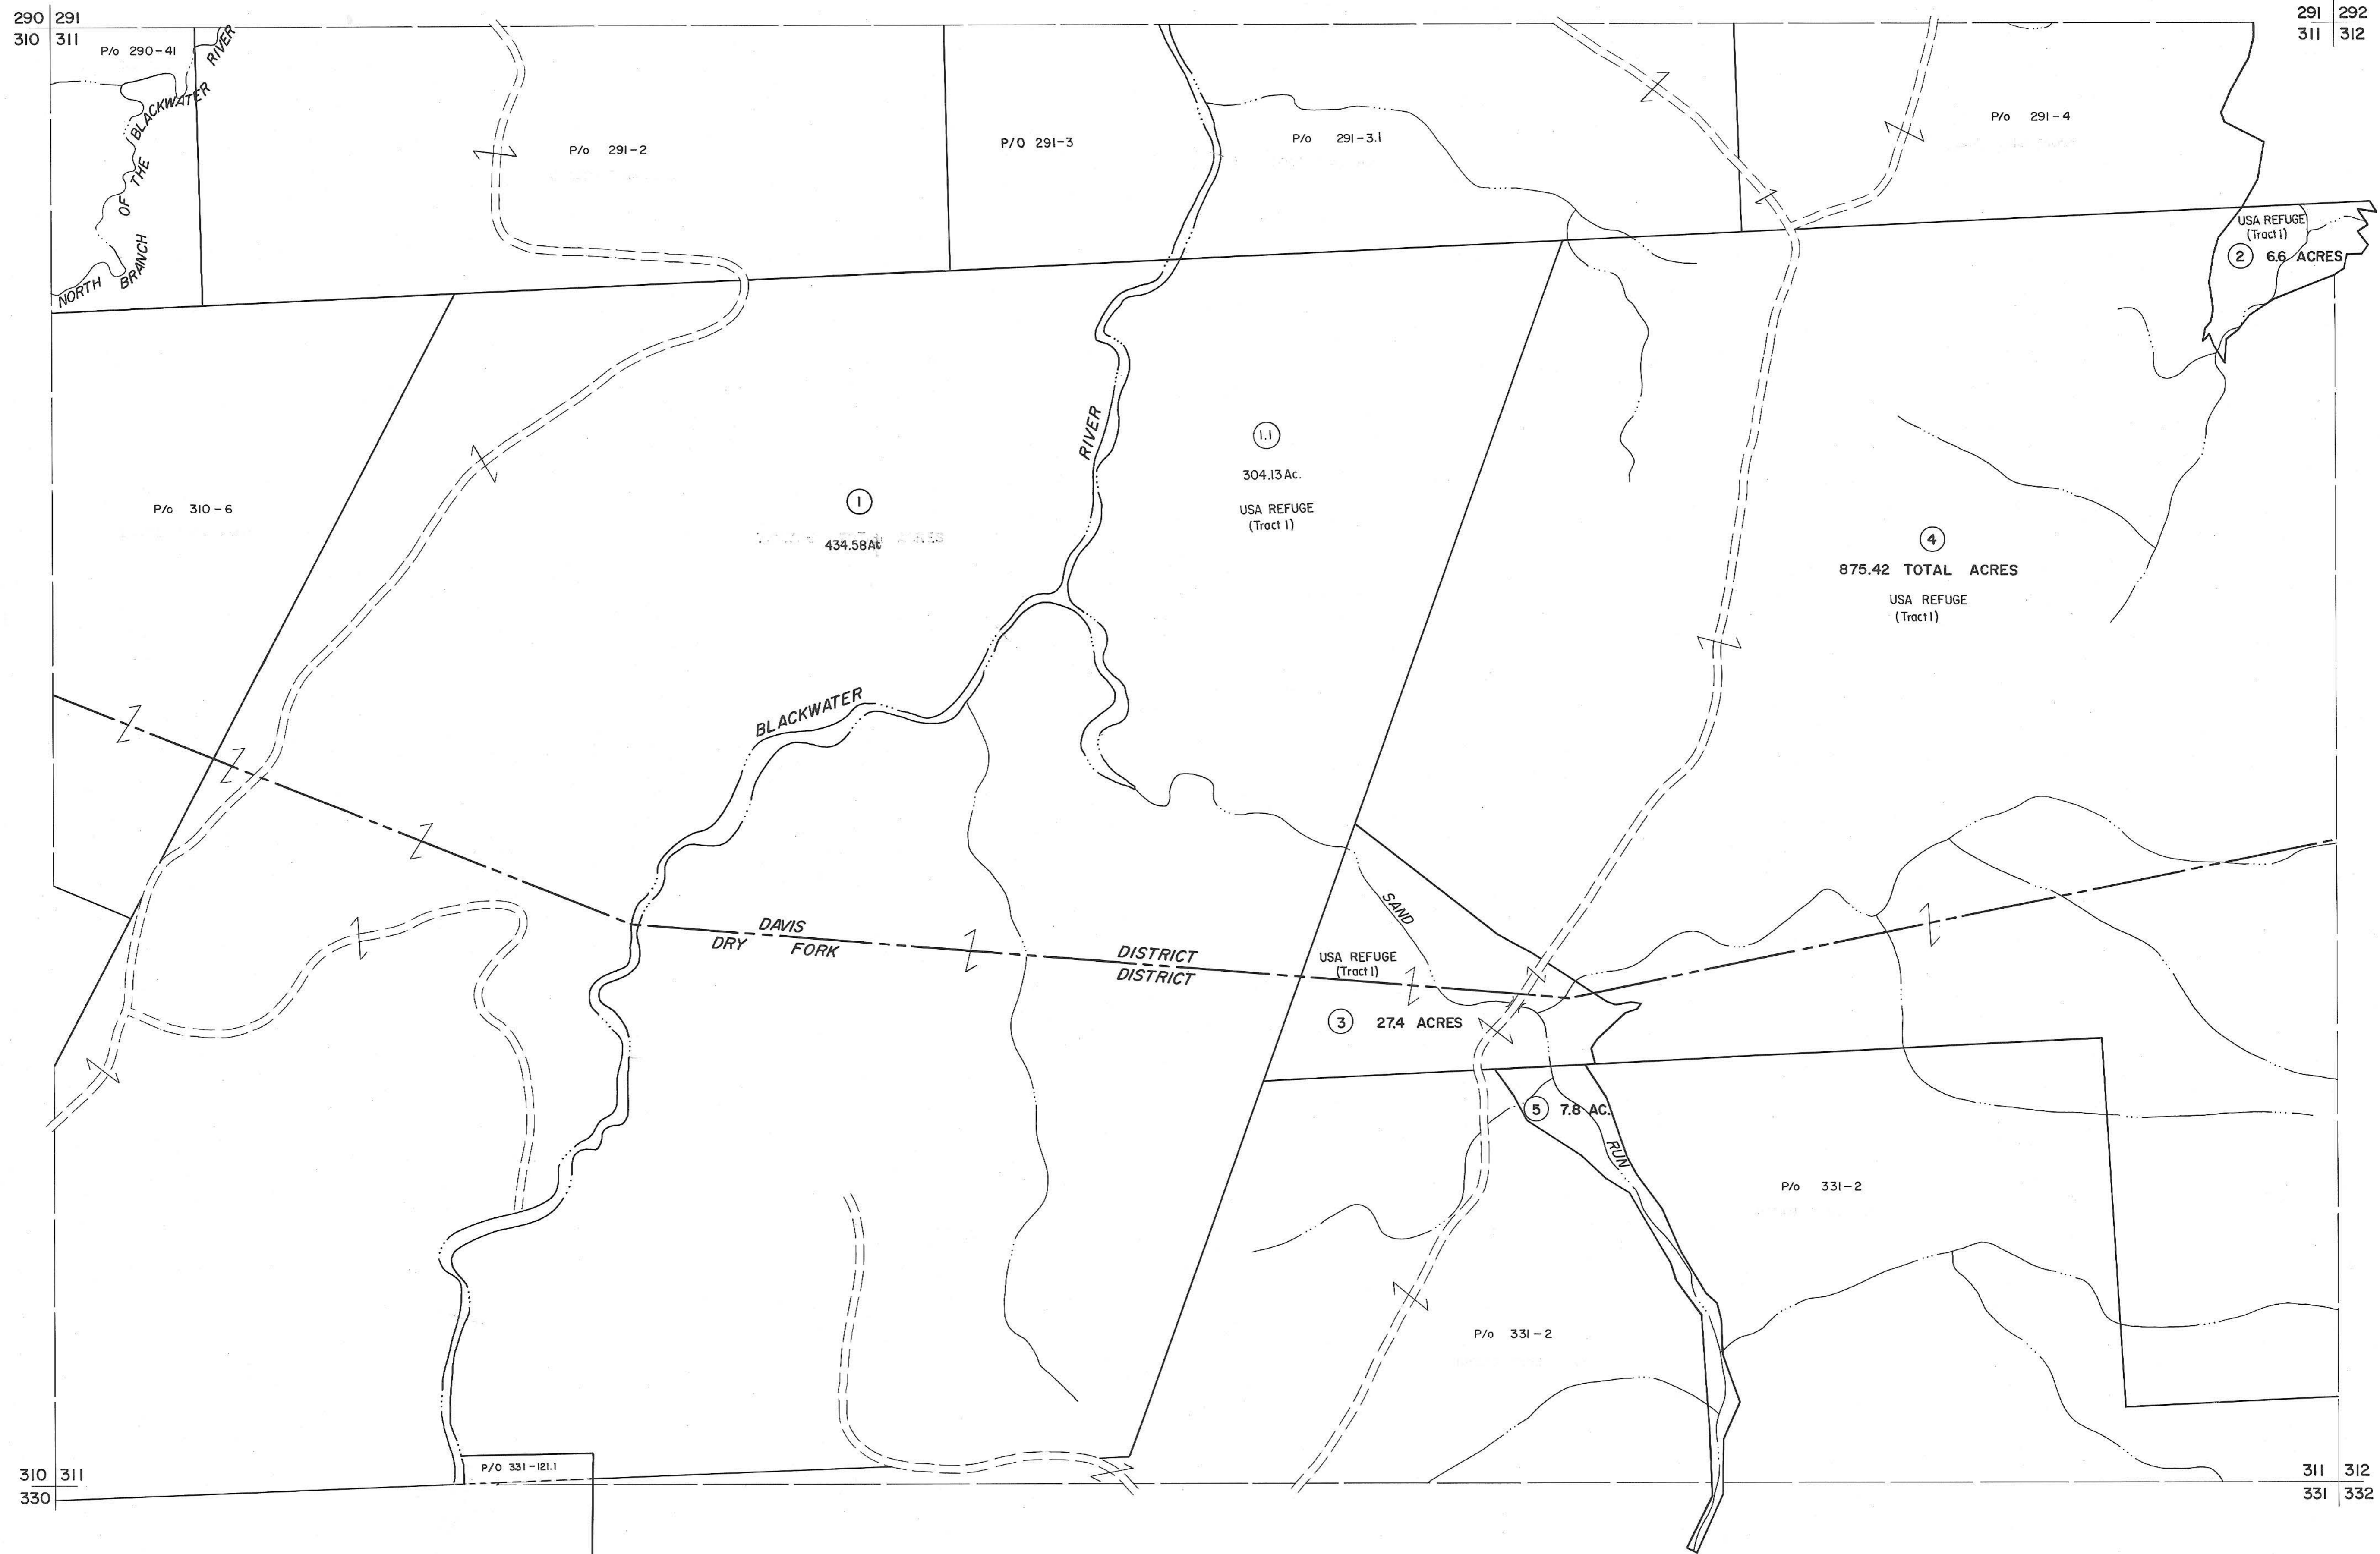 290 291
310 311
291 292
311 312
P/o 290-41
RIVER
BLACKWATER
THE
OF
BRANCH
NORTH
P/o 291-2
P/O 291-3
P/o 291-3.1
P/o 291-4
USA REFUGE
(Tract 1)
2 6.6 ACRES
P/o 310-6
1
434.58Ac
RIVER
1.1
304.13 Ac.
USA REFUGE
(Tract 1)
4
875.42 TOTAL ACRES
USA REFUGE
(Tract 1)
BLACKWATER
SAND
DAVIS DISTRICT
DRY FORK DISTRICT
USA REFUGE
(Tract 1)
3 27.4 ACRES
5 7.8 AC.
RUN
P/o 331-2
P/o 331-2
P/O 331-121.1
310 311
330
311 312
331 332